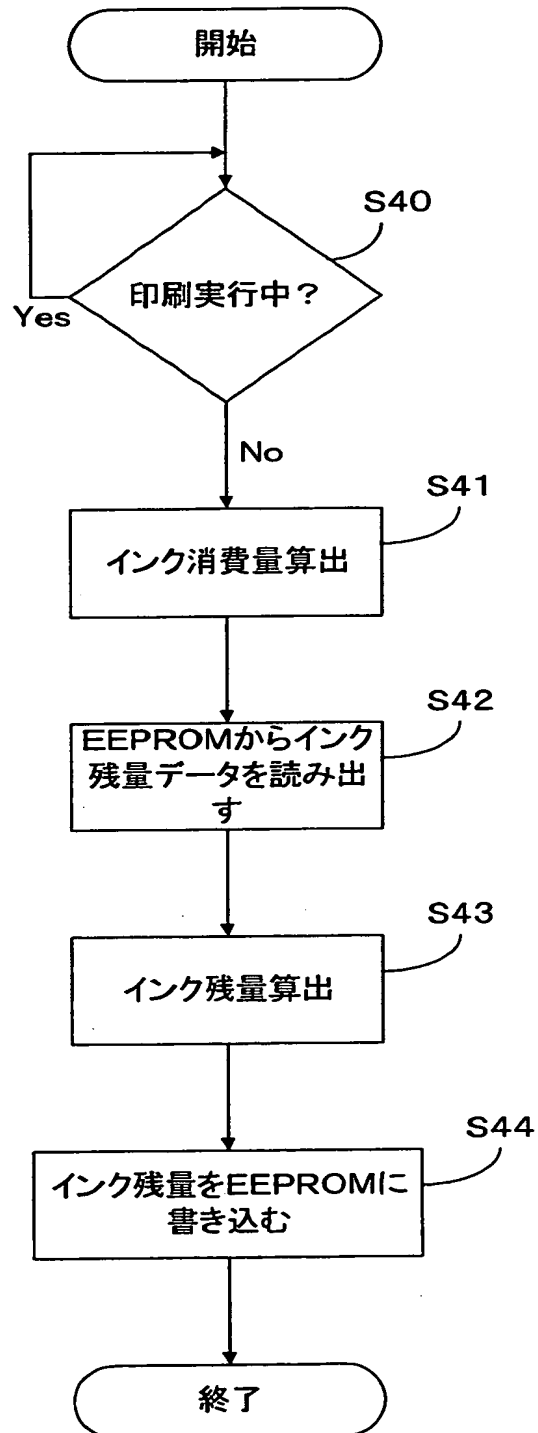 開始
S40
印刷実行中？
Yes
No
S41
インク消費量算出
S42
EEPROMからインク
残量データを読み出
す
S43
インク残量算出
S44
インク残量をEEPROMに
書き込む
終了